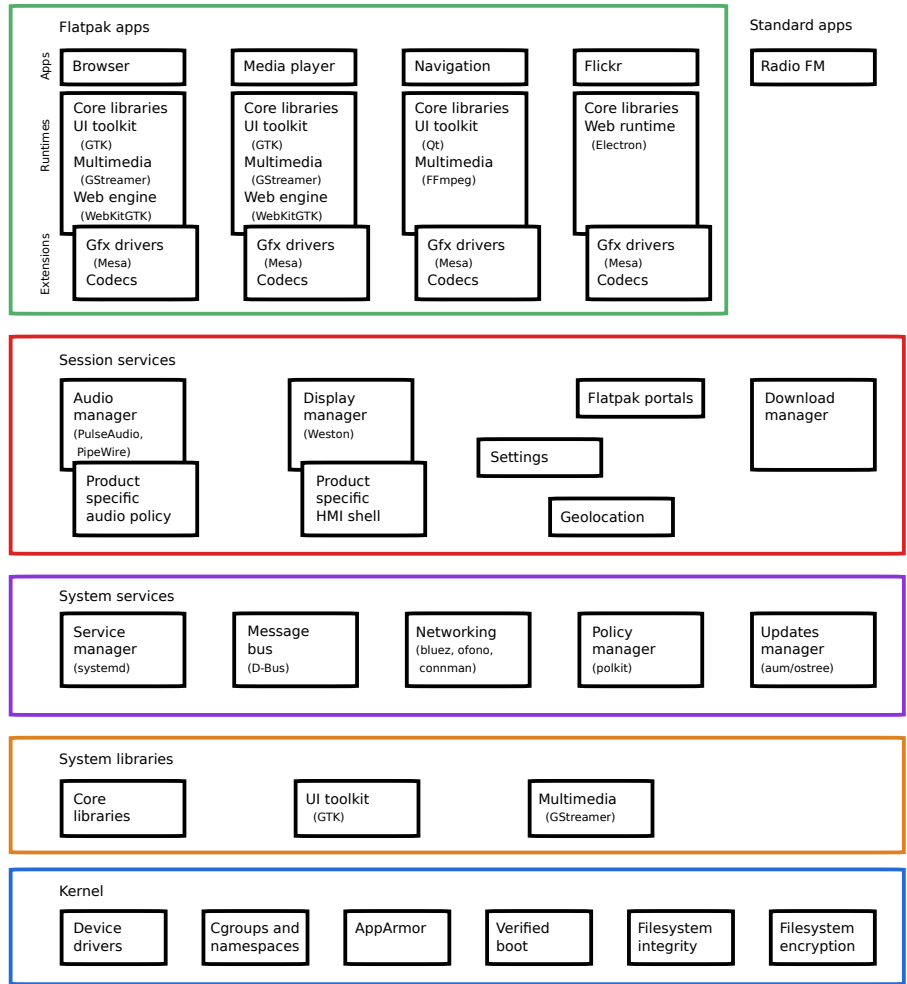 Flatpak apps
Standard apps
Apps
Browser
Media player
Navigation
Flickr
Radio FM
Runtimes
Core libraries
UI toolkit
(GTK)
Multimedia
(GStreamer)
Web engine
(WebKitGTK)
Core libraries
UI toolkit
(GTK)
Multimedia
(GStreamer)
Web engine
(WebKitGTK)
Core libraries
UI toolkit
(Qt)
Multimedia
(FFmpeg)
Core libraries
Web runtime
(Electron)
Extensions
Gfx drivers
(Mesa)
Codecs
Gfx drivers
(Mesa)
Codecs
Gfx drivers
(Mesa)
Codecs
Gfx drivers
(Mesa)
Codecs
Session services
Audio
manager
(PulseAudio,
PipeWire)
Product
specific
audio policy
Display
manager
(Weston)
Product
specific
HMI shell
Flatpak portals
Settings
Geolocation
Download
manager
System services
Service
manager
(systemd)
Message
bus
(D-Bus)
Networking
(bluez, ofono,
connman)
Policy
manager
(polkit)
Updates
manager
(aum/ostree)
System libraries
Core
libraries
UI toolkit
(GTK)
Multimedia
(GStreamer)
Kernel
Device
drivers
Cgroups and
namespaces
AppArmor
Verified
boot
Filesystem
integrity
Filesystem
encryption